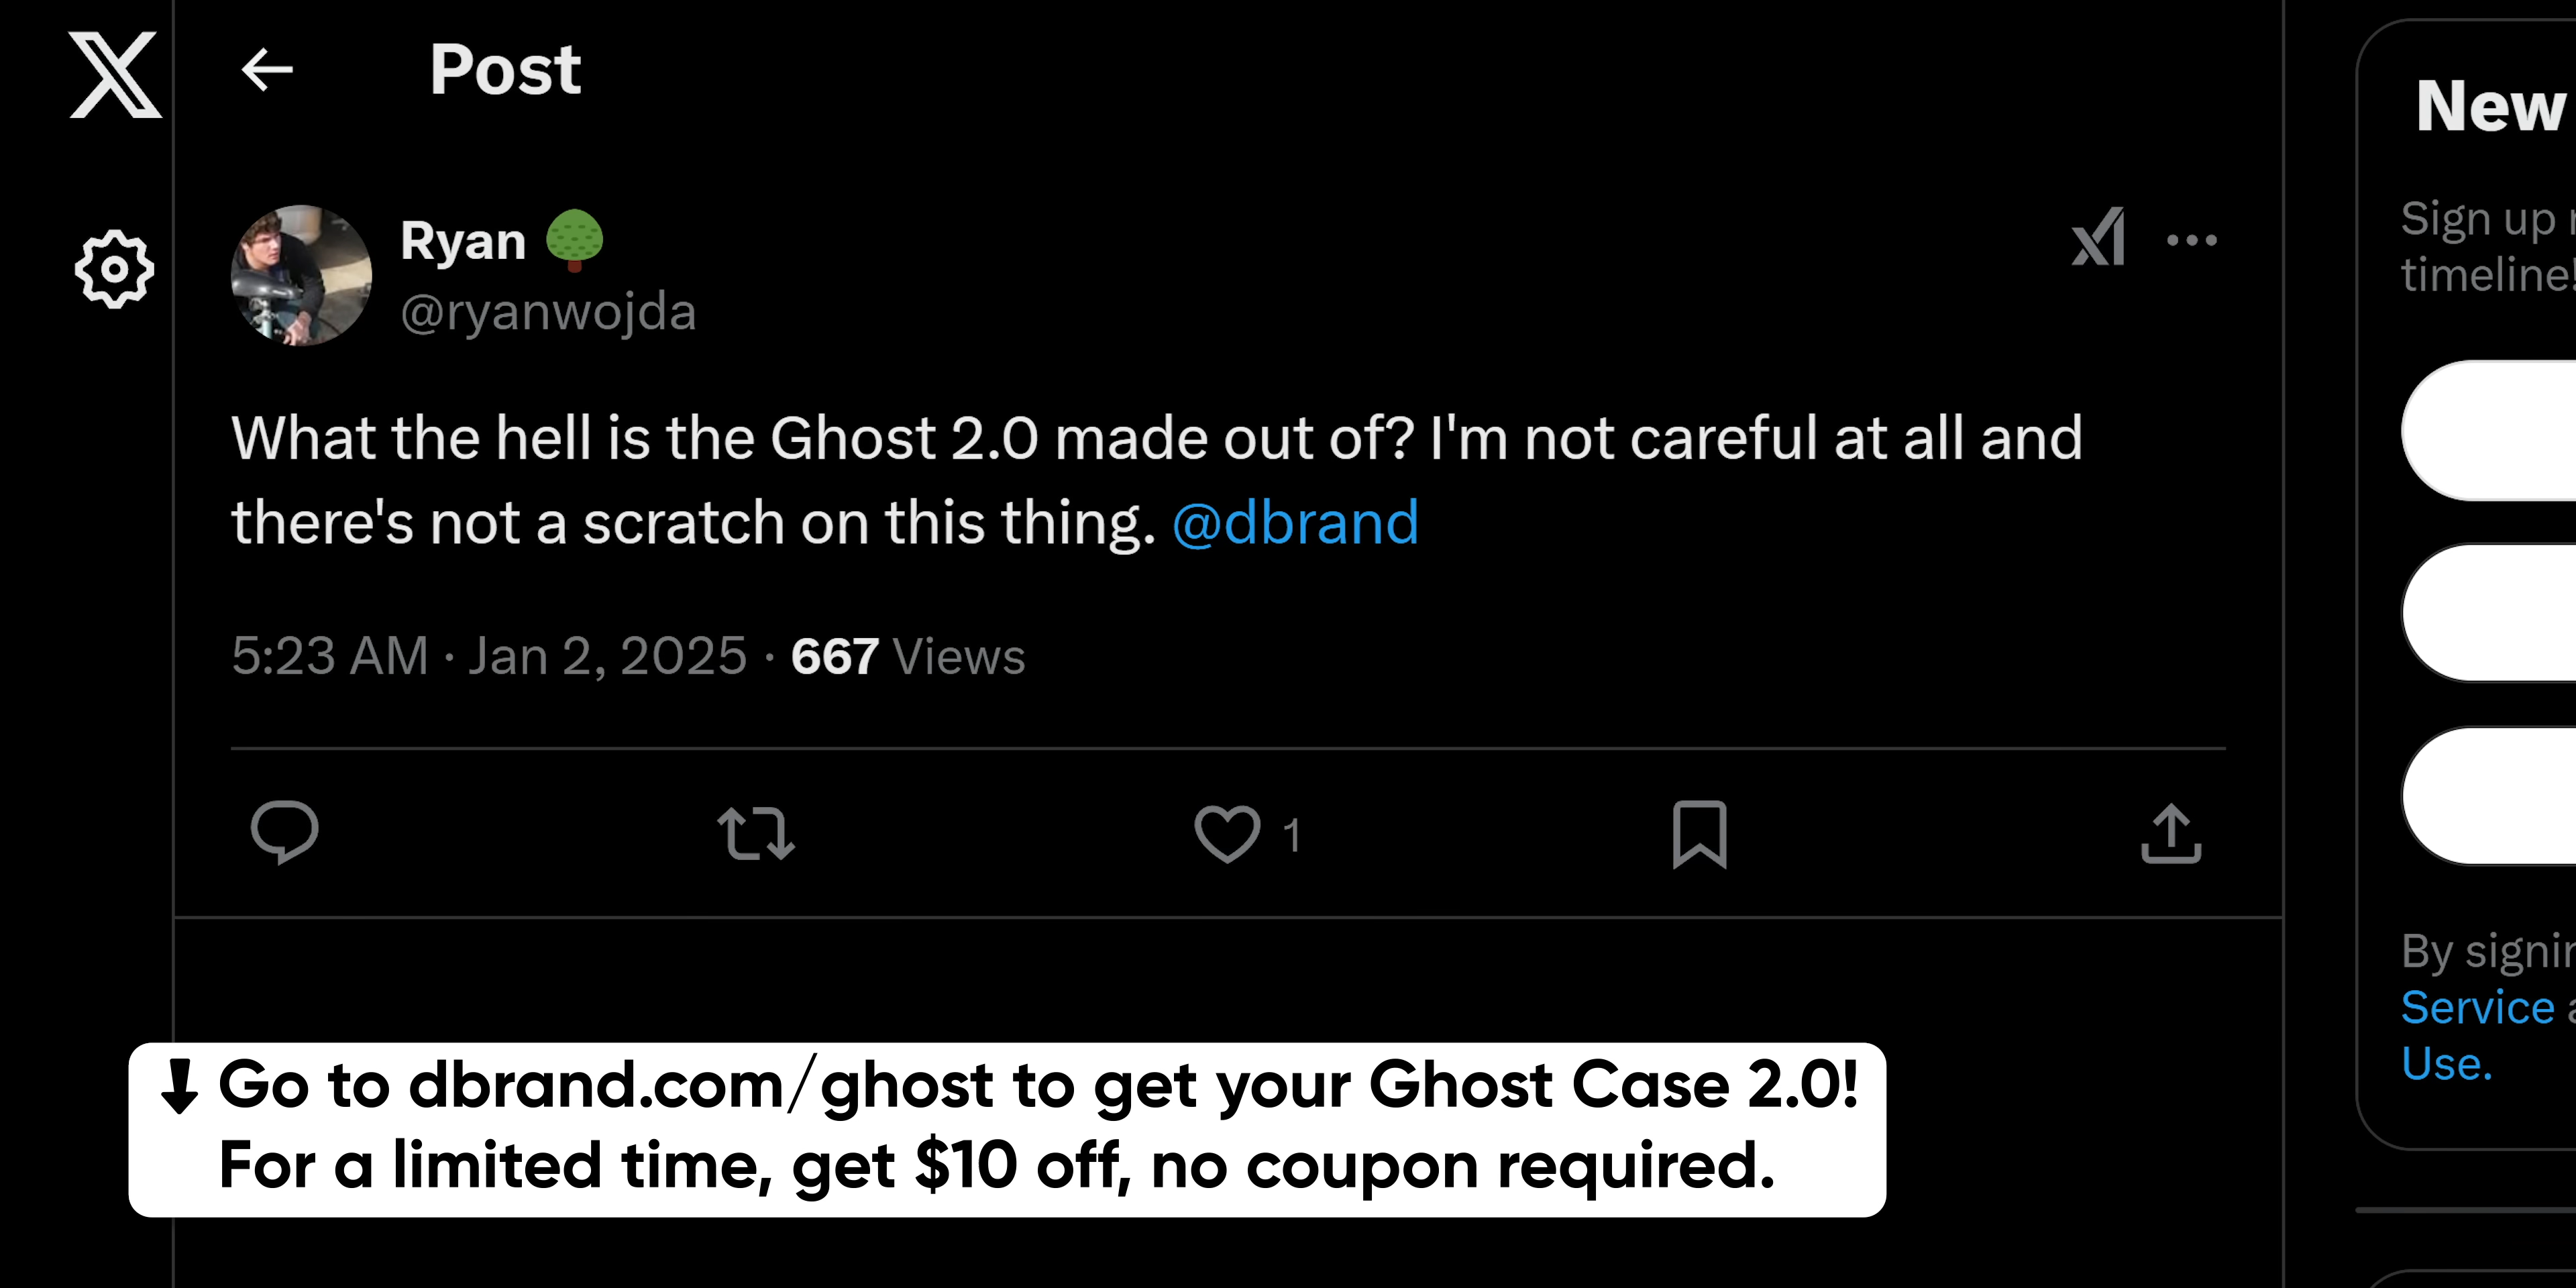 Post
Ryan
@ryanwojda
What the hell is the Ghost 2.0 made out of? I'm not careful at all and
there's not a scratch on this thing. @dbrand
5:23 AM · Jan 2, 2025 · 667 Views
1
Go to dbrand.com/ghost to get your Ghost Case 2.0!
For a limited time, get $10 off, no coupon required.
New
Sign up
timeline!
By
Service
Use.